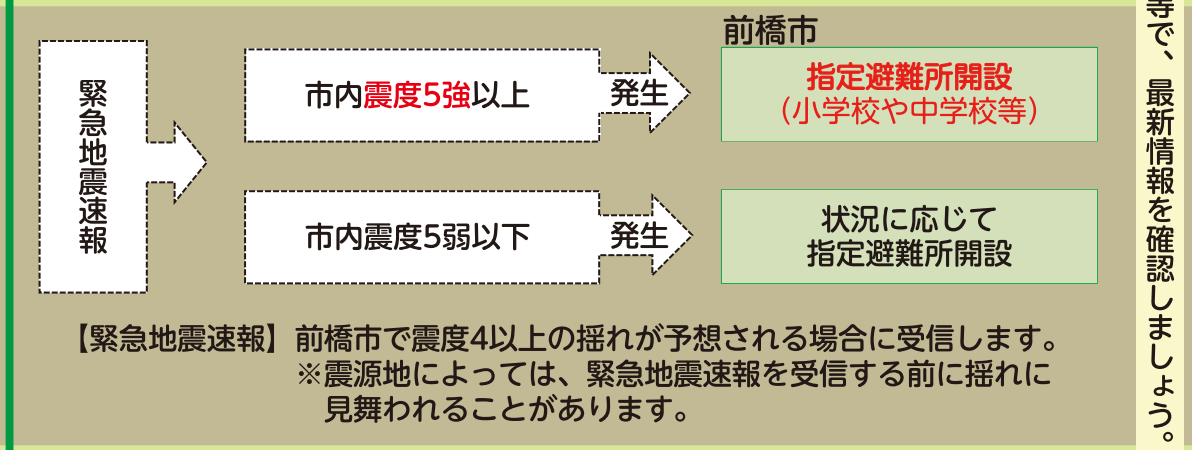 等で、最新情報を確認しましょう。
緊急地震速報
市内震度5強以上
発生
前橋市
指定避難所開設
(小学校や中学校等)
市内震度5弱以下
発生
状況に応じて
指定避難所開設
【緊急地震速報】前橋市で震度4以上の揺れが予想される場合に受信します。
※震源地によっては、緊急地震速報を受信する前に揺れに
見舞われることがあります。